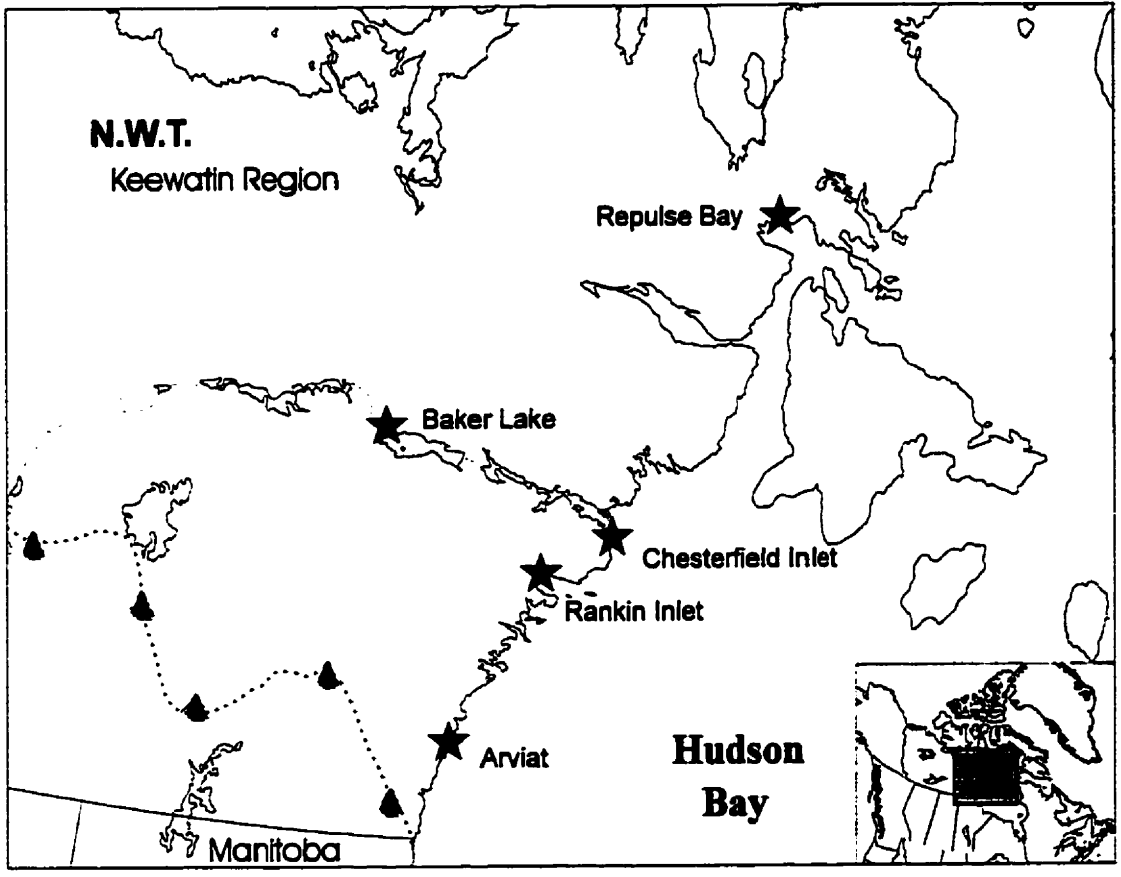 N.W.T.
Keewatin Region
Repulse Bay
Baker Lake
Chesterfield Inlet
Rankin Inlet
Arviat
Hudson
Bay
Manitoba